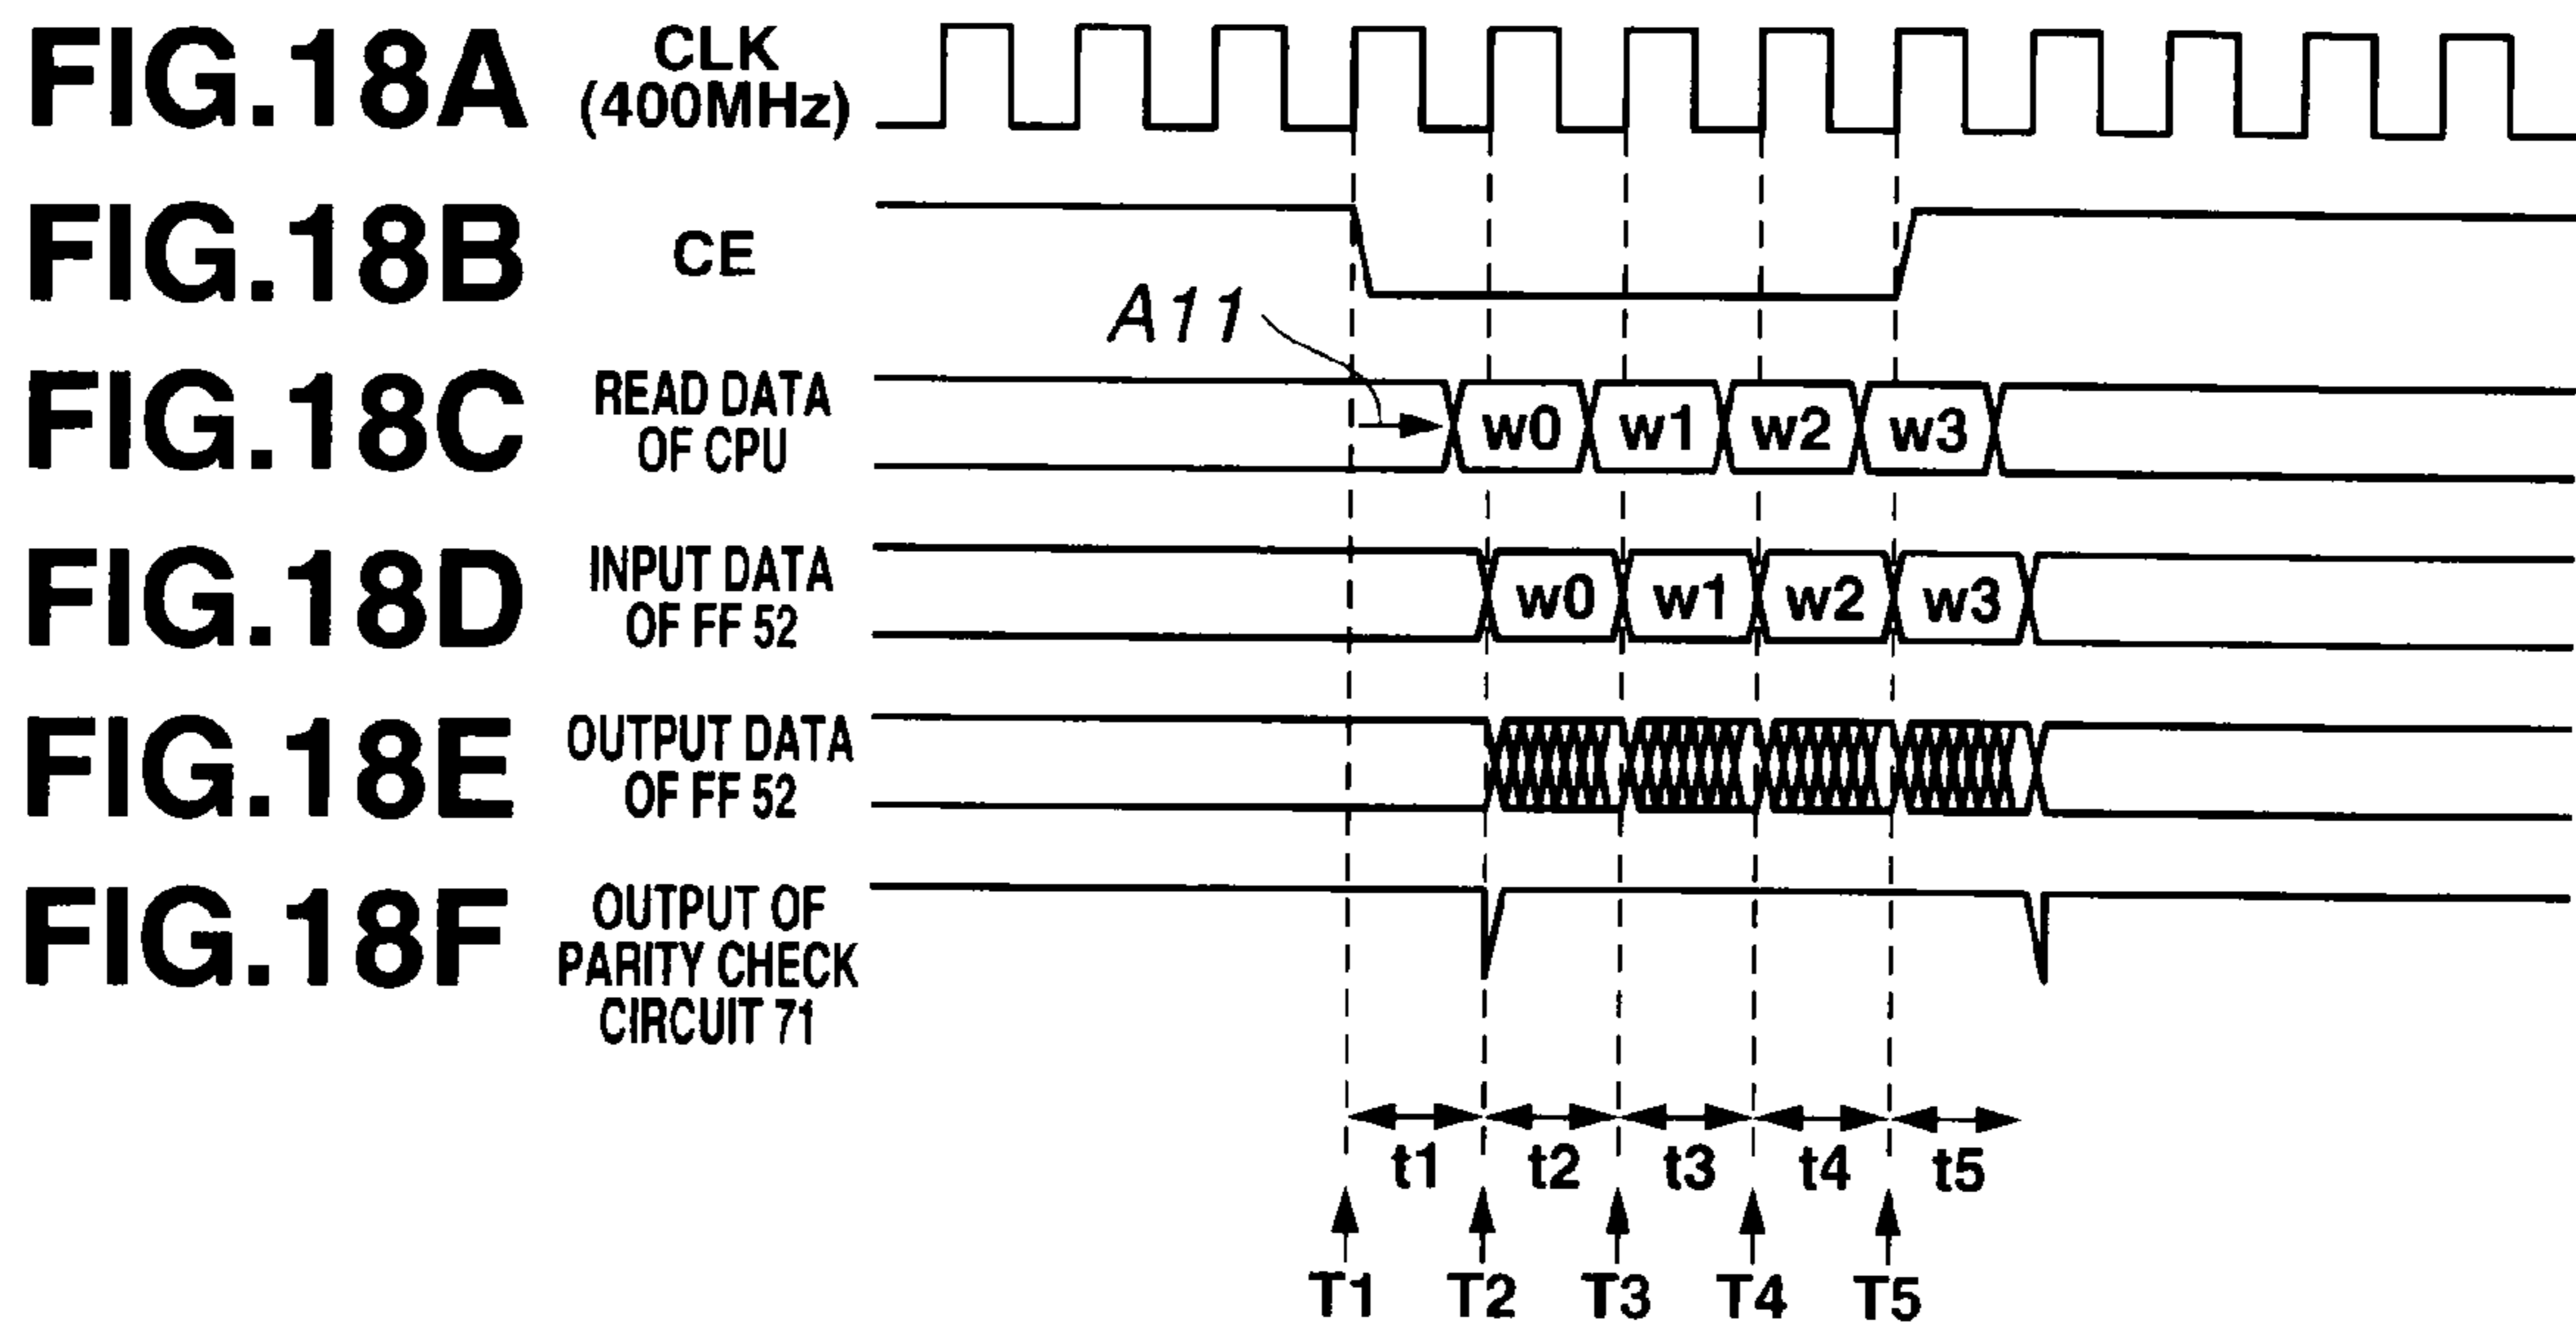 FIG.18A
CLK
(400MHz)
FIG.18B
CE
A11
FIG.18C
READ DATA
OF CPU
w0 w1 w2 w3
FIG.18D
INPUT DATA
OF FF 52
w0 w1 w2 w3
FIG.18E
OUTPUT DATA
OF FF 52
FIG.18F
OUTPUT OF
PARITY CHECK
CIRCUIT 71
t1 t2 t3 t4 t5
T1 T2 T3 T4 T5